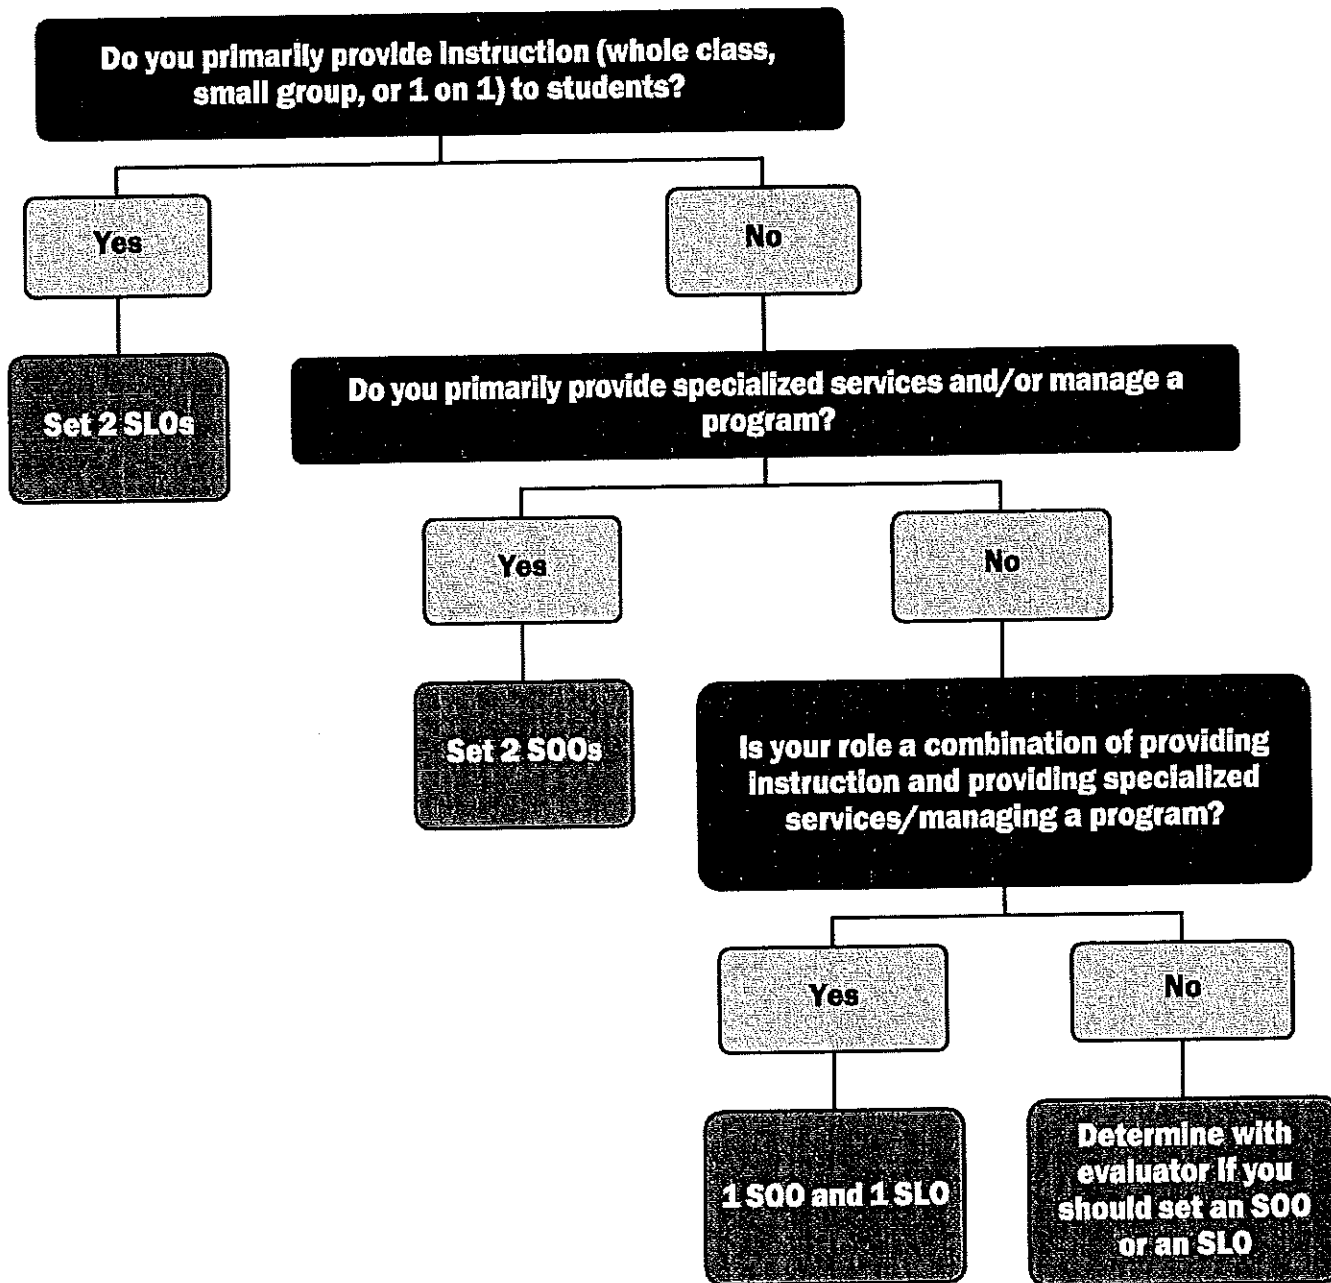 Do you primarily provide instruction (whole class,
small group, or 1 on 1) to students?
Yes
No
Set 2 SLOs
Do you primarily provide specialized services and/or manage a
program?
Yes
No
Set 2 SOOs
Is your role a combination of providing
instruction and providing specialized
services/managing a program?
Yes
No
1 SOO and 1 SLO
Determine with
evaluator if you
should set an SOO
or an SLO